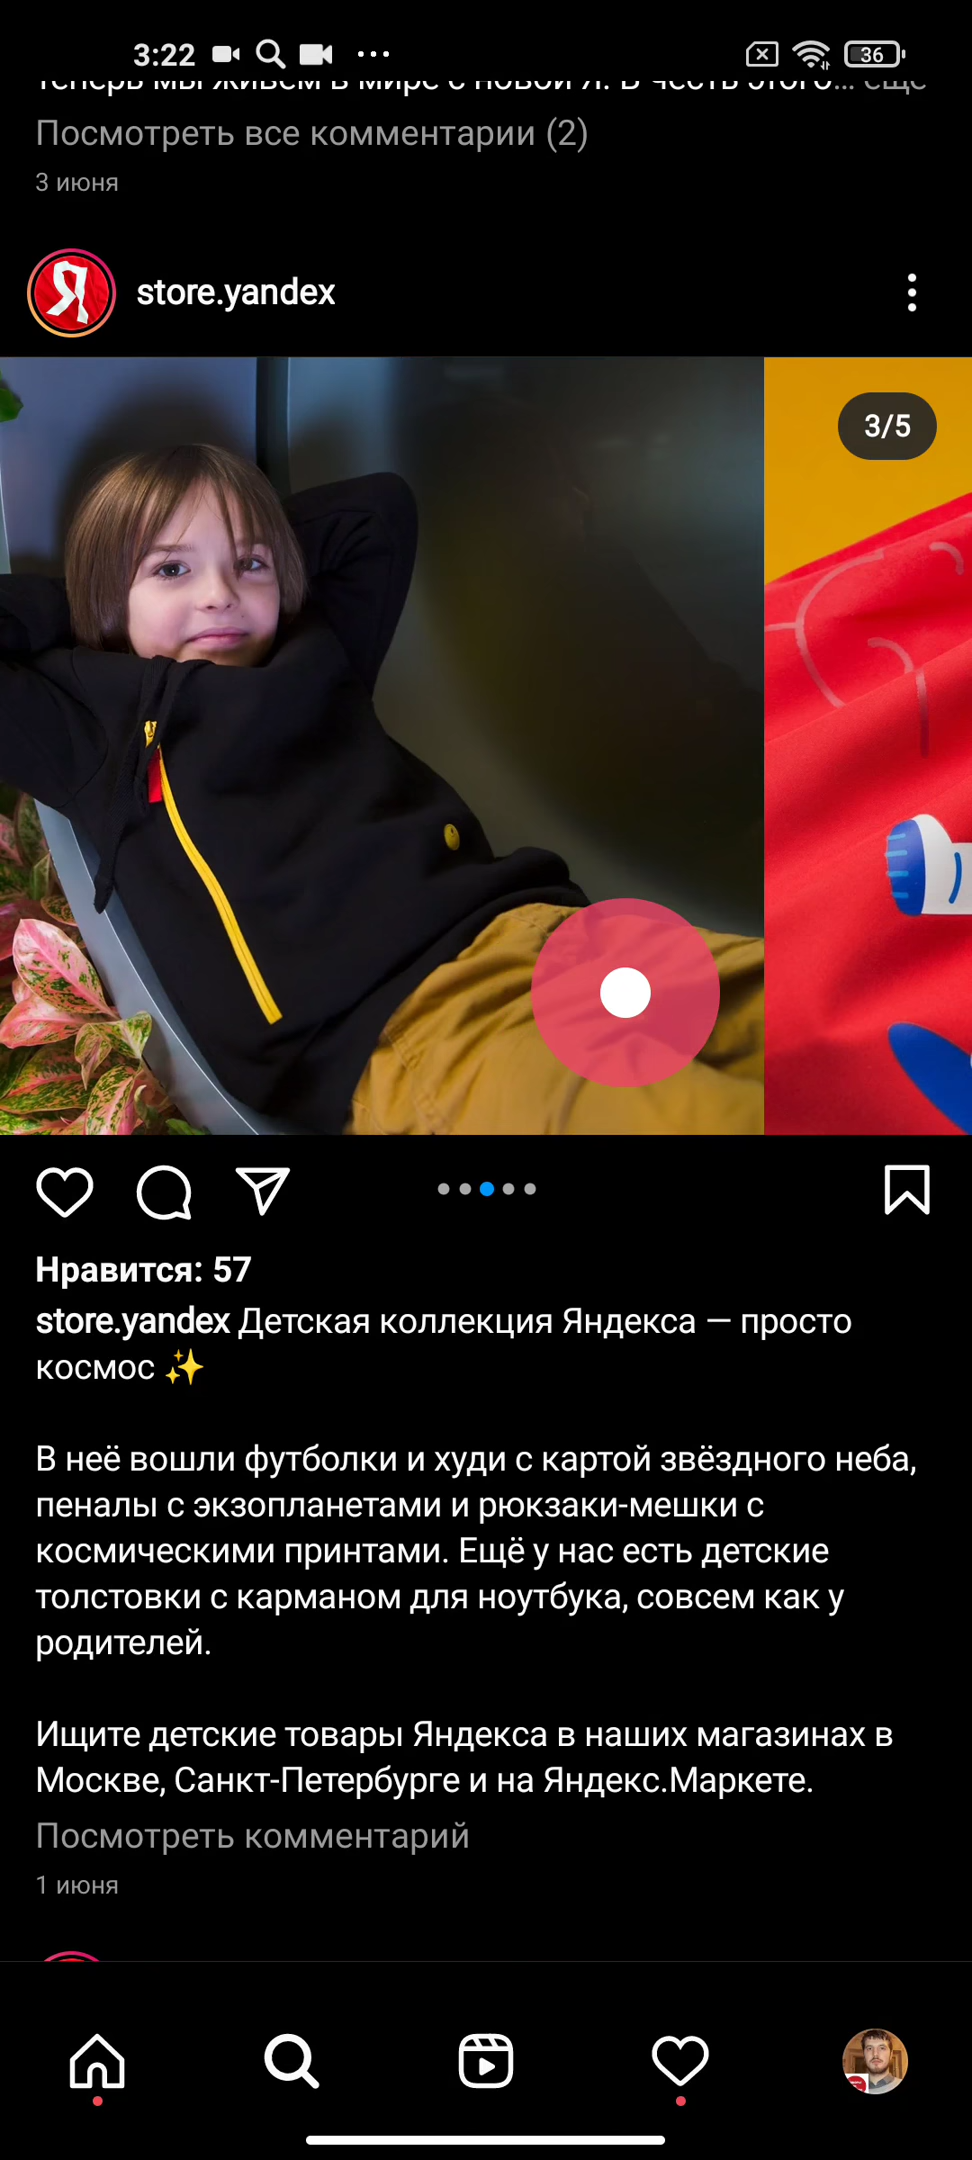 3:22
36
теперь мы живём в мире с новой Я. В честь этого... ещё
Посмотреть все комментарии (2)
3 июня
Я
store.yandex
3/5
Нравится: 57
store.yandex Детская коллекция Яндекса — просто
космос ✨
В неё вошли футболки и худи с картой звёздного неба,
пеналы с экзопланетами и рюкзаки-мешки с
космическими принтами. Ещё у нас есть детские
толстовки с карманом для ноутбука, совсем как у
родителей.
Ищите детские товары Яндекса в наших магазинах в
Москве, Санкт-Петербурге и на Яндекс.Маркете.
Посмотреть комментарий
1 июня